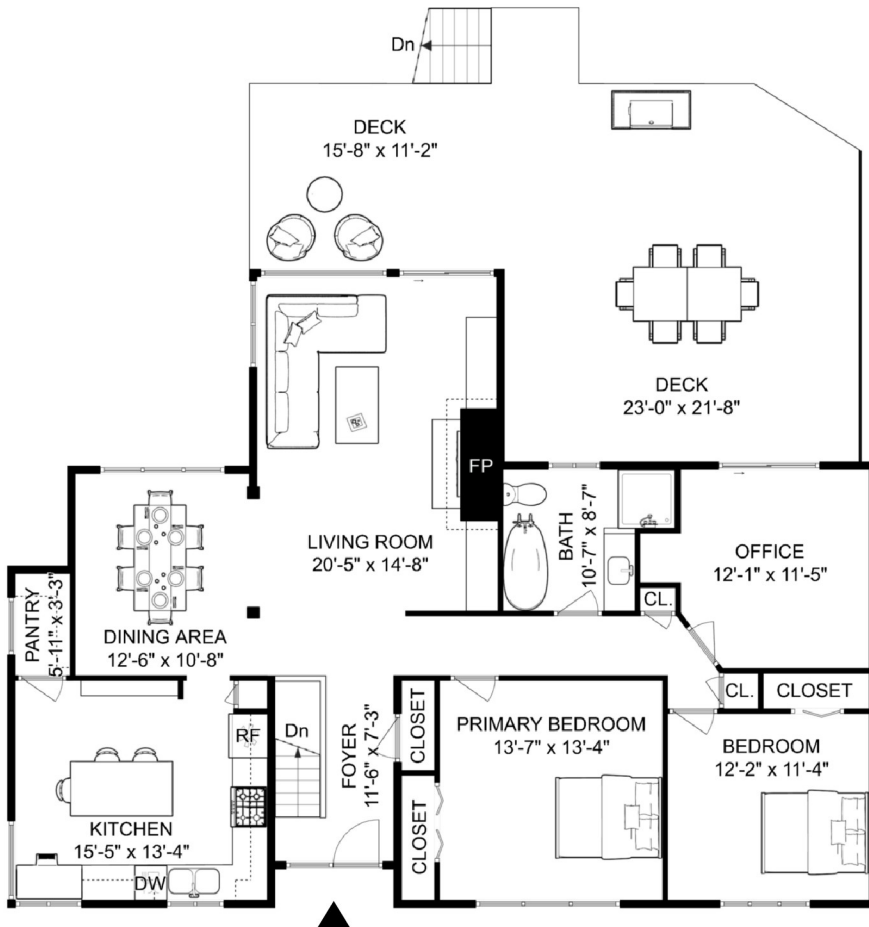 Dn
DECK
15'-8" x 11'-2"
DECK
23'-0" x 21'-8"
FP
LIVING ROOM
20'-5" x 14'-8"
BATH
10'-7" x 8'-7"
OFFICE
12'-1" x 11'-5"
CL.
PANTRY
5'-11" x 3'-3"
DINING AREA
12'-6" x 10'-8"
CL.
CLOSET
RF
Dn
FOYER
11'-6" x 7'-3"
CLOSET
PRIMARY BEDROOM
13'-7" x 13'-4"
BEDROOM
12'-2" x 11'-4"
CLOSET
KITCHEN
15'-5" x 13'-4"
DW